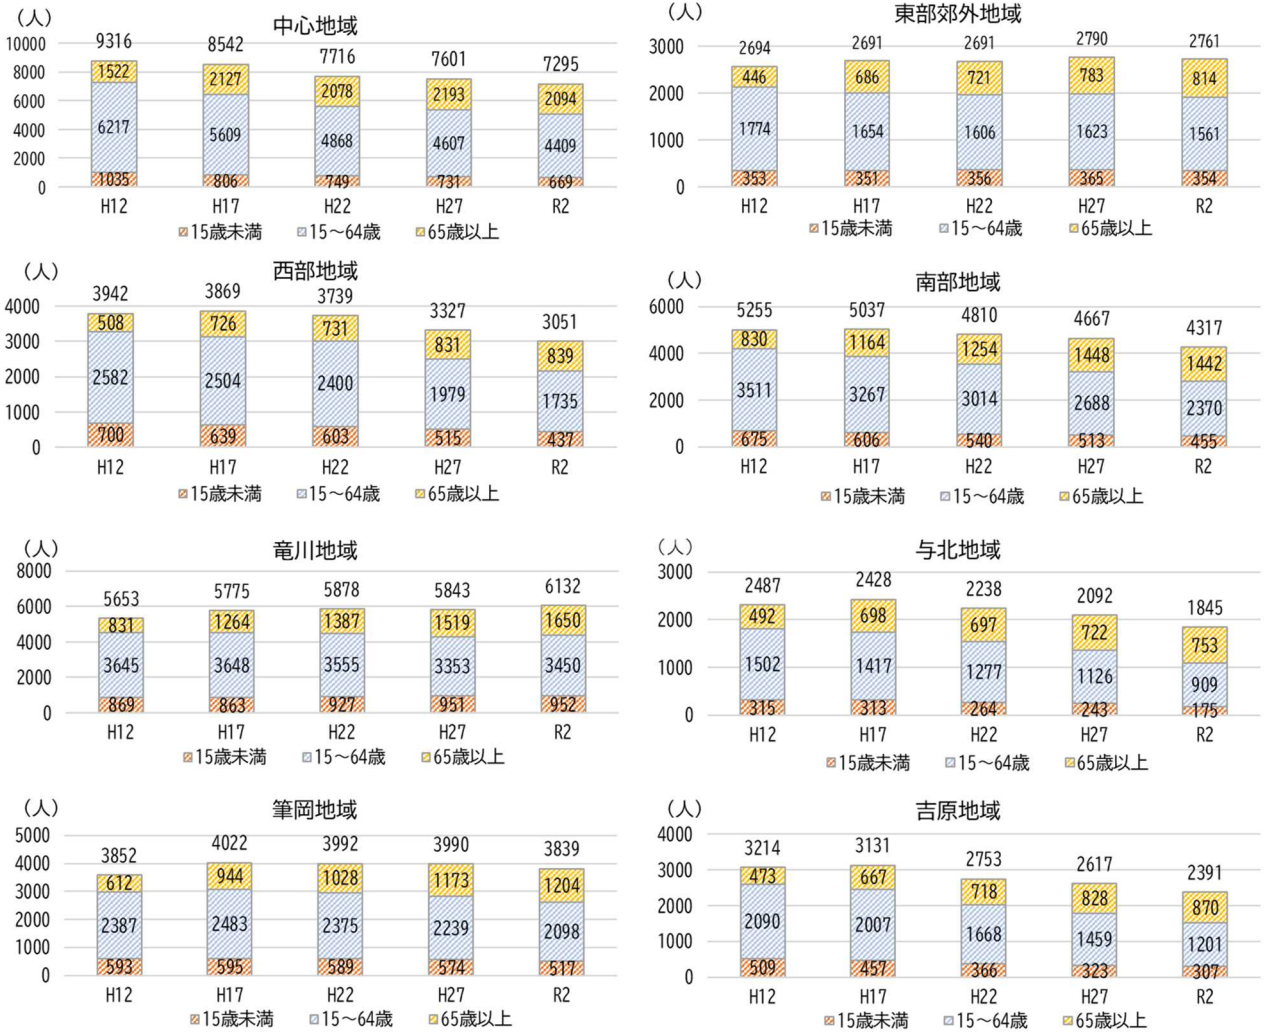 中心地域
（人）
9316 8542 7716 7601 7295
10000
8000
6000
4000
2000
0
1522 2127 2078 2193 2094
6217 5609 4868 4607 4409
1035 806 749 731 669
H12 H17 H22 H27 R2
15歳未満 15～64歳 65歳以上
東部郊外地域
（人）
2694 2691 2691 2790 2761
3000
2000
1000
0
446 686 721 783 814
1774 1654 1606 1623 1561
353 351 356 365 354
H12 H17 H22 H27 R2
15歳未満 15～64歳 65歳以上
西部地域
（人）
3942 3869 3739 3327 3051
4000
3000
2000
1000
0
508 726 731 831 839
2582 2504 2400 1979 1735
700 639 603 515 437
H12 H17 H22 H27 R2
15歳未満 15～64歳 65歳以上
南部地域
（人）
5255 5037 4810 4667 4317
6000
4000
2000
0
830 1164 1254 1448 1442
3511 3267 3014 2688 2370
675 606 540 513 455
H12 H17 H22 H27 R2
15歳未満 15～64歳 65歳以上
竜川地域
（人）
5653 5775 5878 5843 6132
8000
6000
4000
2000
0
831 1264 1387 1519 1650
3645 3648 3555 3353 3450
869 863 927 951 952
H12 H17 H22 H27 R2
15歳未満 15～64歳 65歳以上
与北地域
（人）
2487 2428 2238 2092 1845
3000
2000
1000
0
492 698 697 722 753
1502 1417 1277 1126 909
315 313 264 243 175
H12 H17 H22 H27 R2
15歳未満 15～64歳 65歳以上
筆岡地域
（人）
3852 4022 3992 3990 3839
5000
4000
3000
2000
1000
0
612 944 1028 1173 1204
2387 2483 2375 2239 2098
593 595 589 574 517
H12 H17 H22 H27 R2
15歳未満 15～64歳 65歳以上
吉原地域
（人）
3214 3131 2753 2617 2391
4000
3000
2000
1000
0
473 667 718 828 870
2090 2007 1668 1459 1201
509 457 366 323 307
H12 H17 H22 H27 R2
15歳未満 15～64歳 65歳以上